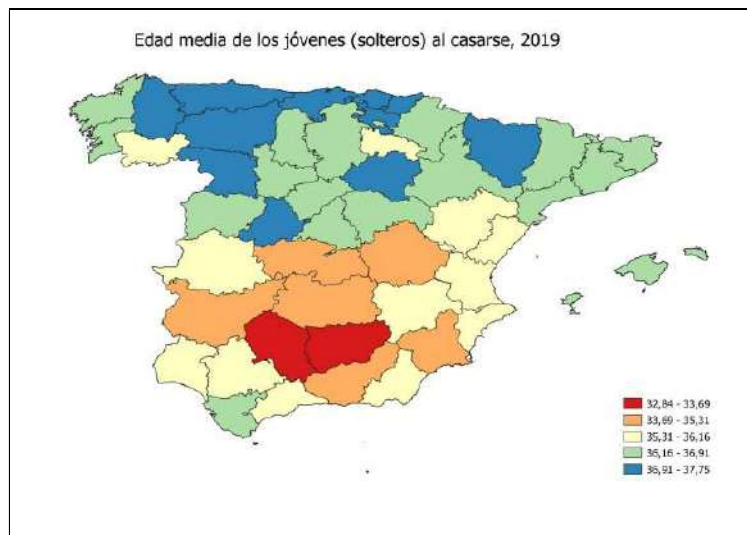 Edad media de los jóvenes (solteros) al casarse, 2019
32,84 - 33,69
33,69 - 35,31
35,31 - 36,16
36,16 - 36,91
36,91 - 37,75